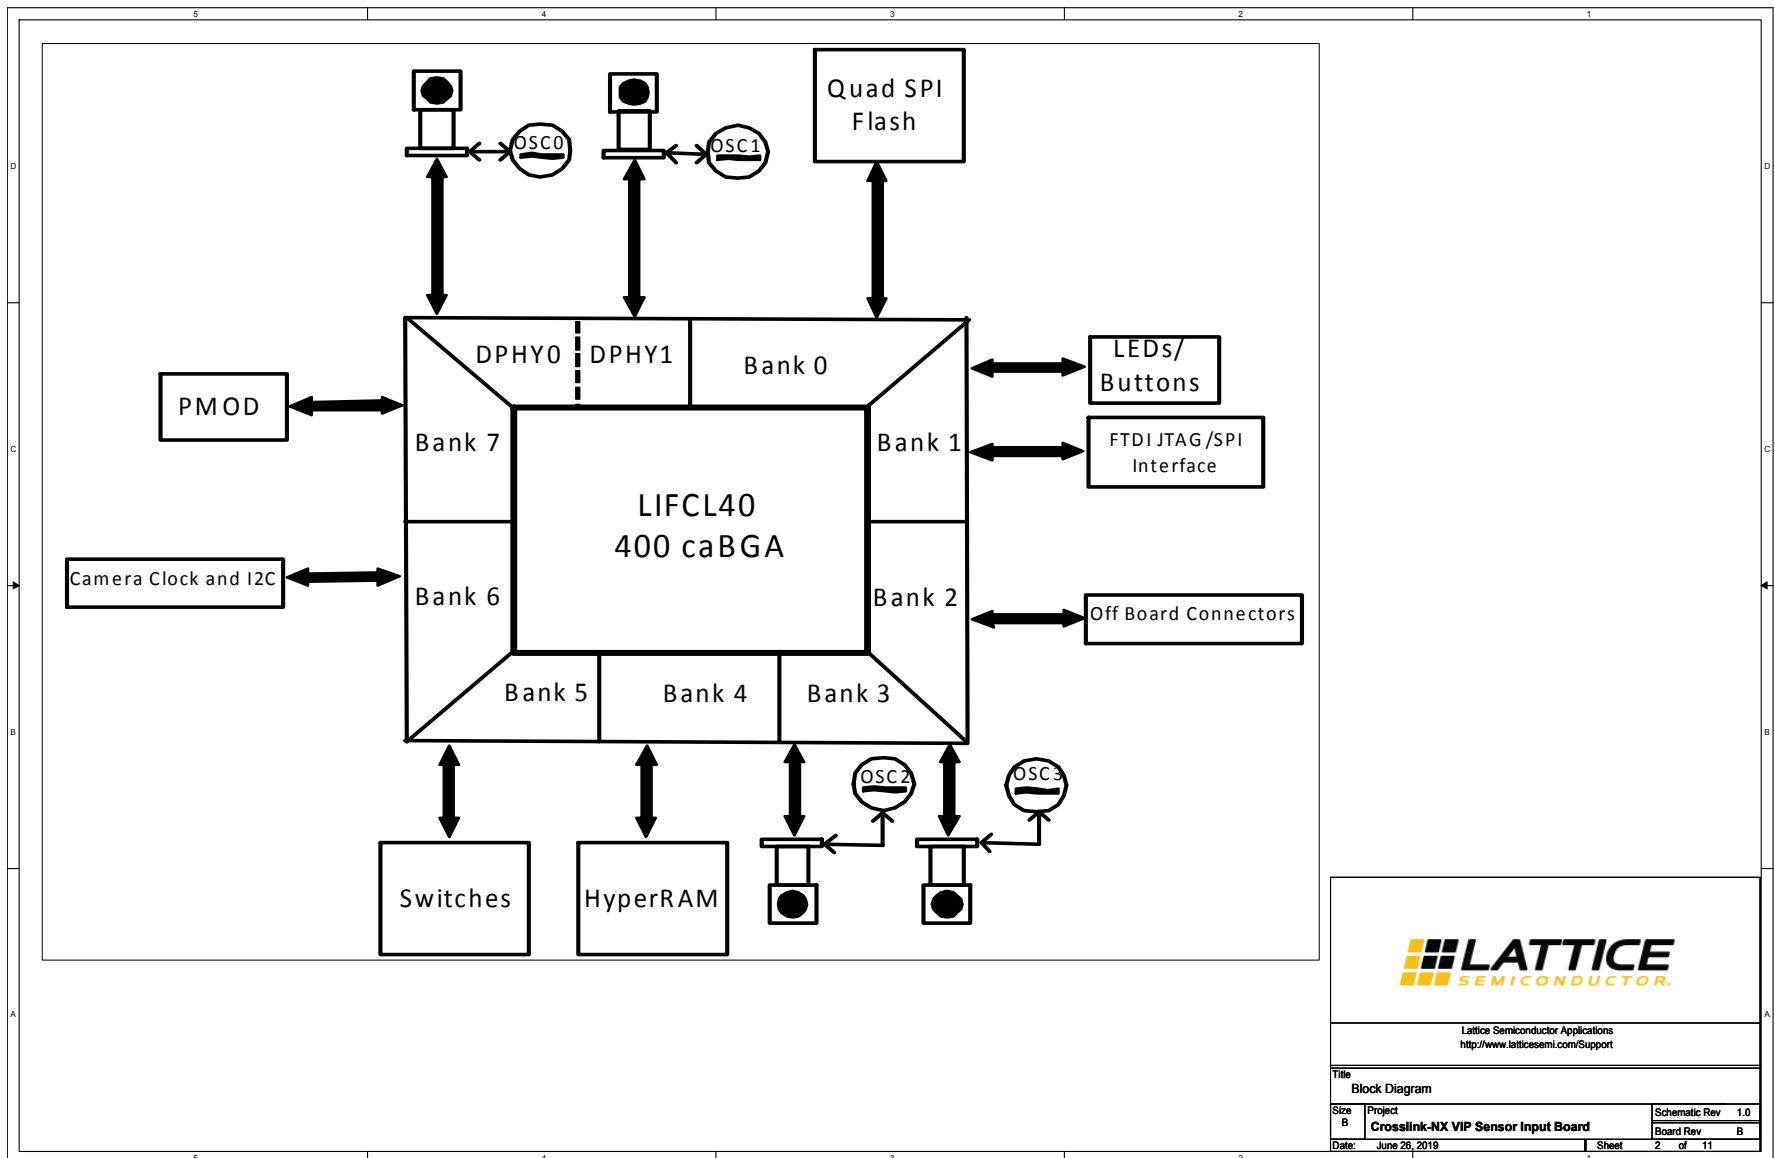 5 4 3 2 1
Quad SPI
Flash
OSC0
OSC1
D D
DPHY0 DPHY1 Bank 0
LEDs/
Buttons
PMOD
Bank 7
Bank 1
FTDI JTAG/SPI
Interface
C C
LIFCL40
400 caBGA
Camera Clock and I2C
Bank 6
Bank 2
Off Board Connectors
Bank 5 Bank 4 Bank 3
B B
OSC2
OSC3
Switches
HyperRAM
A A
LATTICE
SEMICONDUCTOR
Lattice Semiconductor Applications
http://www.latticesemi.com/Support
Title
Block Diagram
Size
B
Project
Crosslink-NX VIP Sensor Input Board
Schematic Rev 1.0
Board Rev B
Date: June 26, 2019 Sheet 2 of 11
5 4 3 2 1